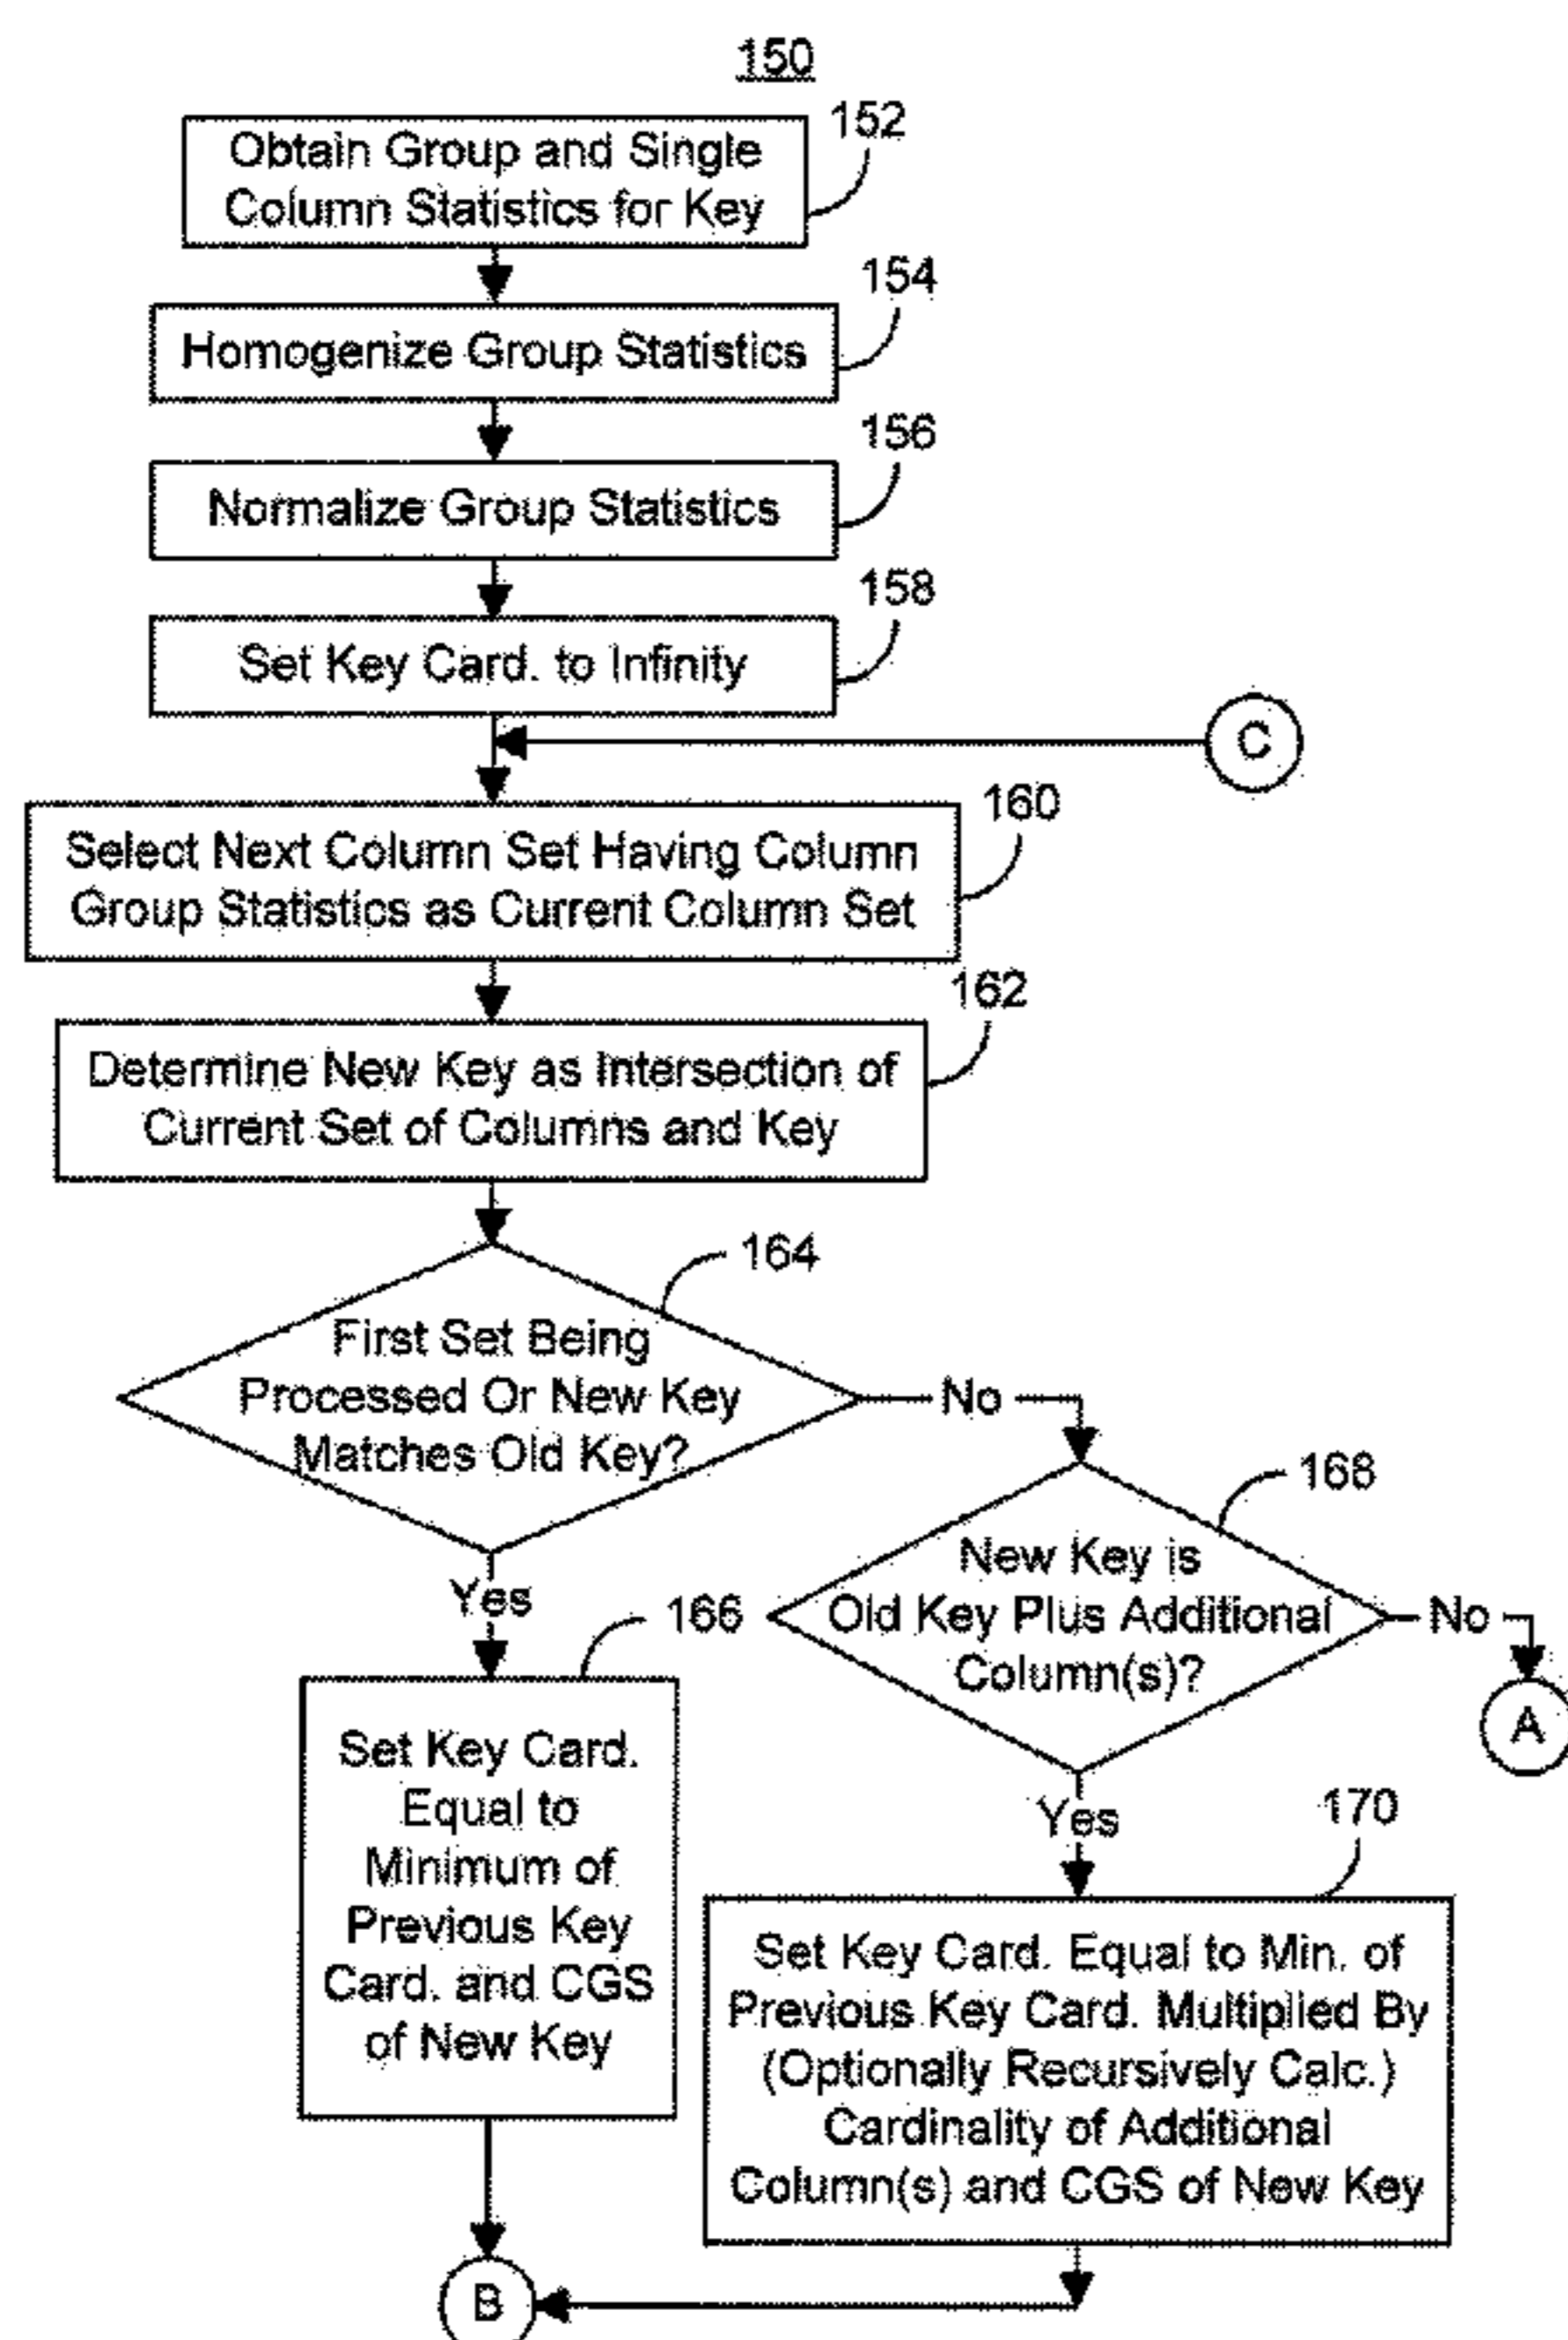 150
152
Obtain Group and Single
Column Statistics for Key
154
Homogenize Group Statistics
156
Normalize Group Statistics
158
Set Key Card. to Infinity
C
160
Select Next Column Set Having Column
Group Statistics as Current Column Set
162
Determine New Key as Intersection of
Current Set of Columns and Key
164
First Set Being
Processed Or New Key
Matches Old Key?
No
168
New Key is
Old Key Plus Additional
Column(s)?
No
A
Yes
166
Set Key Card.
Equal to
Minimum of
Previous Key
Card. and CGS
of New Key
Yes
170
Set Key Card. Equal to Min. of
Previous Key Card. Multiplied By
(Optionally Recursively Calc.)
Cardinality of Additional
Column(s) and CGS of New Key
B